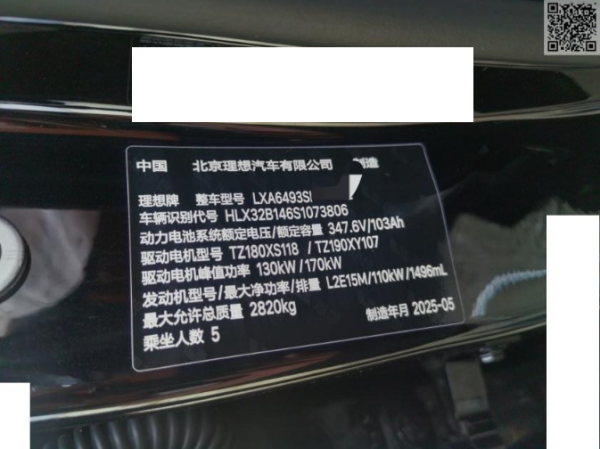 中国 北京理想汽车有限公司 制造
理想牌 整车型号 LXA6493SI
车辆识别代号 HLX32B146S1073806
动力电池系统额定电压/额定容量 347.6V/103Ah
驱动电机型号 TZ180XS118 / TZ190XY107
驱动电机峰值功率 130kW/170kW
发动机型号/最大净功率/排量 L2E15M/110kW/1496mL
最大允许总质量 2820kg
制造年月 2025-05
乘坐人数 5